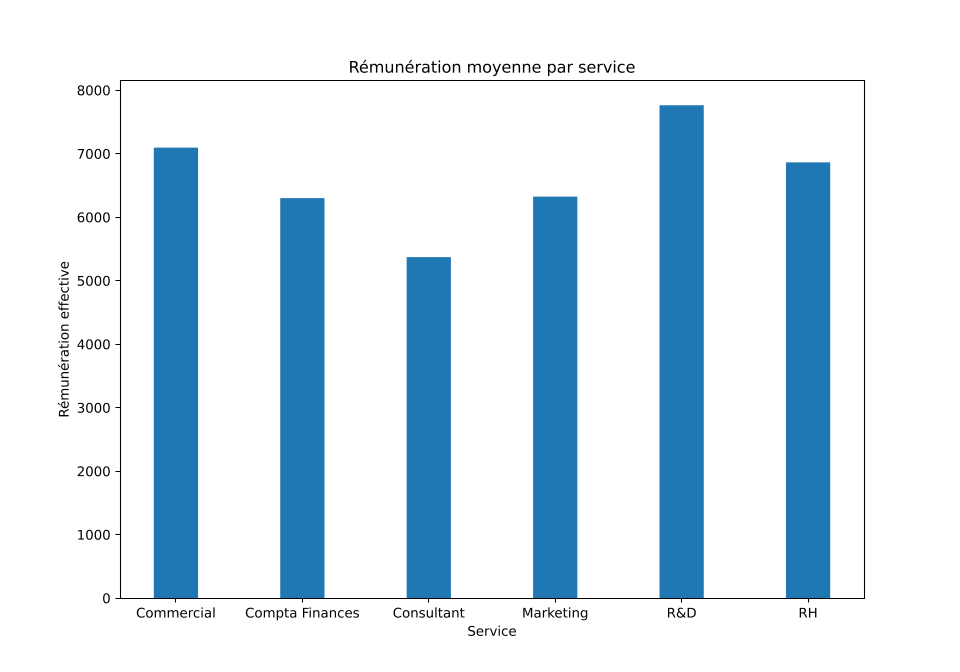 Rémunération moyenne par service
8000
7000
6000
5000
4000
3000
2000
1000
0
Rémunération effective
Commercial Compta Finances Consultant Marketing R&D RH
Service